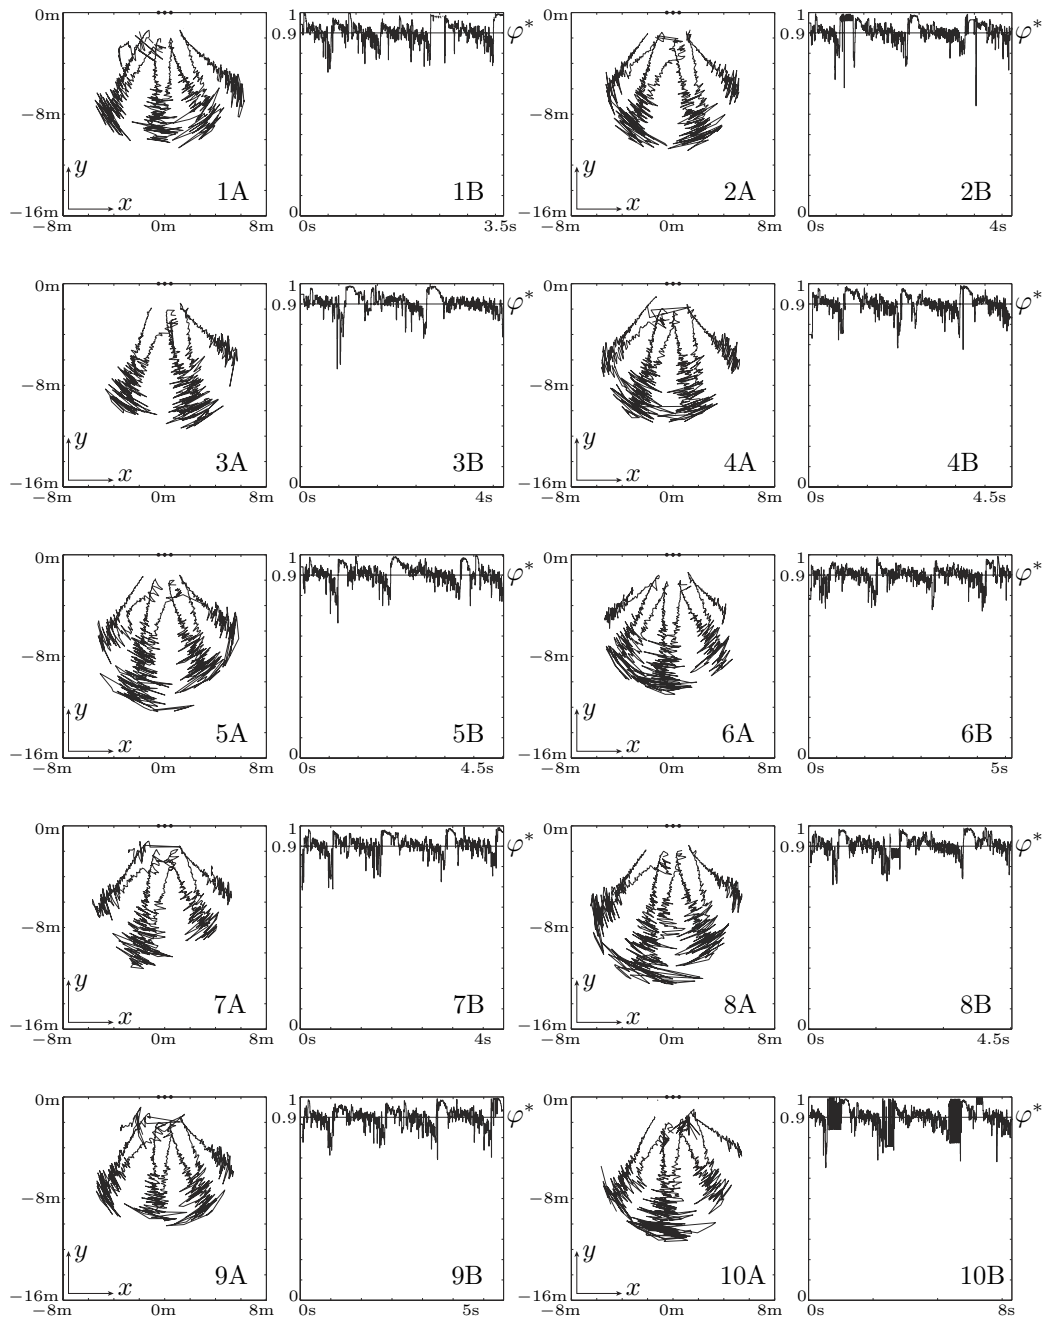 0m 1 0m 1
0.9 φ* 0.9 φ*
−8m −8m
y y
x 1A 1B x 2A 2B
−16m 0 −16m 0
−8m 0m 8m 0s 3.5s −8m 0m 8m 0s 4s
0m 1 0m 1
0.9 φ* 0.9 φ*
−8m −8m
y y
x 3A 3B x 4A 4B
−16m 0 −16m 0
−8m 0m 8m 0s 4s −8m 0m 8m 0s 4.5s
0m 1 0m 1
0.9 φ* 0.9 φ*
−8m −8m
y y
x 5A 5B x 6A 6B
−16m 0 −16m 0
−8m 0m 8m 0s 4.5s −8m 0m 8m 0s 5s
0m 1 0m 1
0.9 φ* 0.9 φ*
−8m −8m
y y
x 7A 7B x 8A 8B
−16m 0 −16m 0
−8m 0m 8m 0s 4s −8m 0m 8m 0s 4.5s
0m 1 0m 1
0.9 φ* 0.9 φ*
−8m −8m
y y
x 9A 9B x 10A 10B
−16m 0 −16m 0
−8m 0m 8m 0s 5s −8m 0m 8m 0s 8s